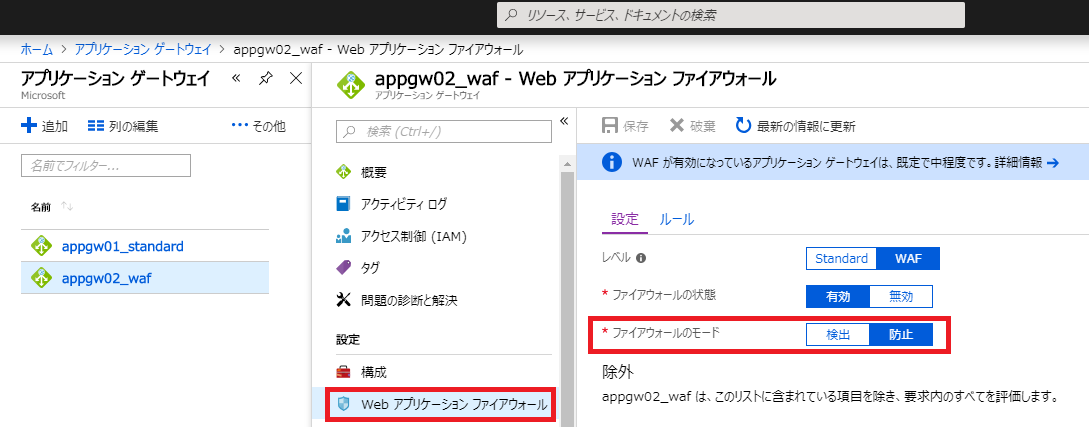 リソース、サービス、ドキュメントの検索
ホーム > アプリケーション ゲートウェイ > appgw02_waf - Web アプリケーション ファイアウォール
アプリケーション ゲートウェイ
Microsoft
追加 列の編集 その他
名前でフィルター...
名前
appgw01_standard
appgw02_waf
appgw02_waf - Web アプリケーション ファイアウォール
アプリケーション ゲートウェイ
検索 (Ctrl+/)
概要
アクティビティ ログ
アクセス制御 (IAM)
タグ
問題の診断と解決
設定
構成
Web アプリケーション ファイアウォール
保存 破棄 最新の情報に更新
WAF が有効になっているアプリケーション ゲートウェイは、既定で中程度です。詳細情報 →
設定 ルール
レベル Standard WAF
* ファイアウォールの状態 有効 無効
* ファイアウォールのモード 検出 防止
除外
appgw02_waf は、このリストに含まれている項目を除き、要求内のすべてを評価します。